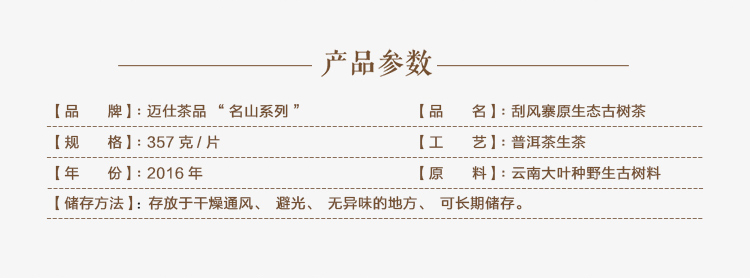 产品参数
【品 牌】：迈仕茶品 “名山系列” 【品 名】：刮风寨原生态古树茶
【规 格】：357 克 / 片 【工 艺】：普洱茶生茶
【年 份】：2016 年 【原 料】：云南大叶种野生古树料
【储存方法】：存放于干燥通风、 避光、 无异味的地方、 可长期储存。